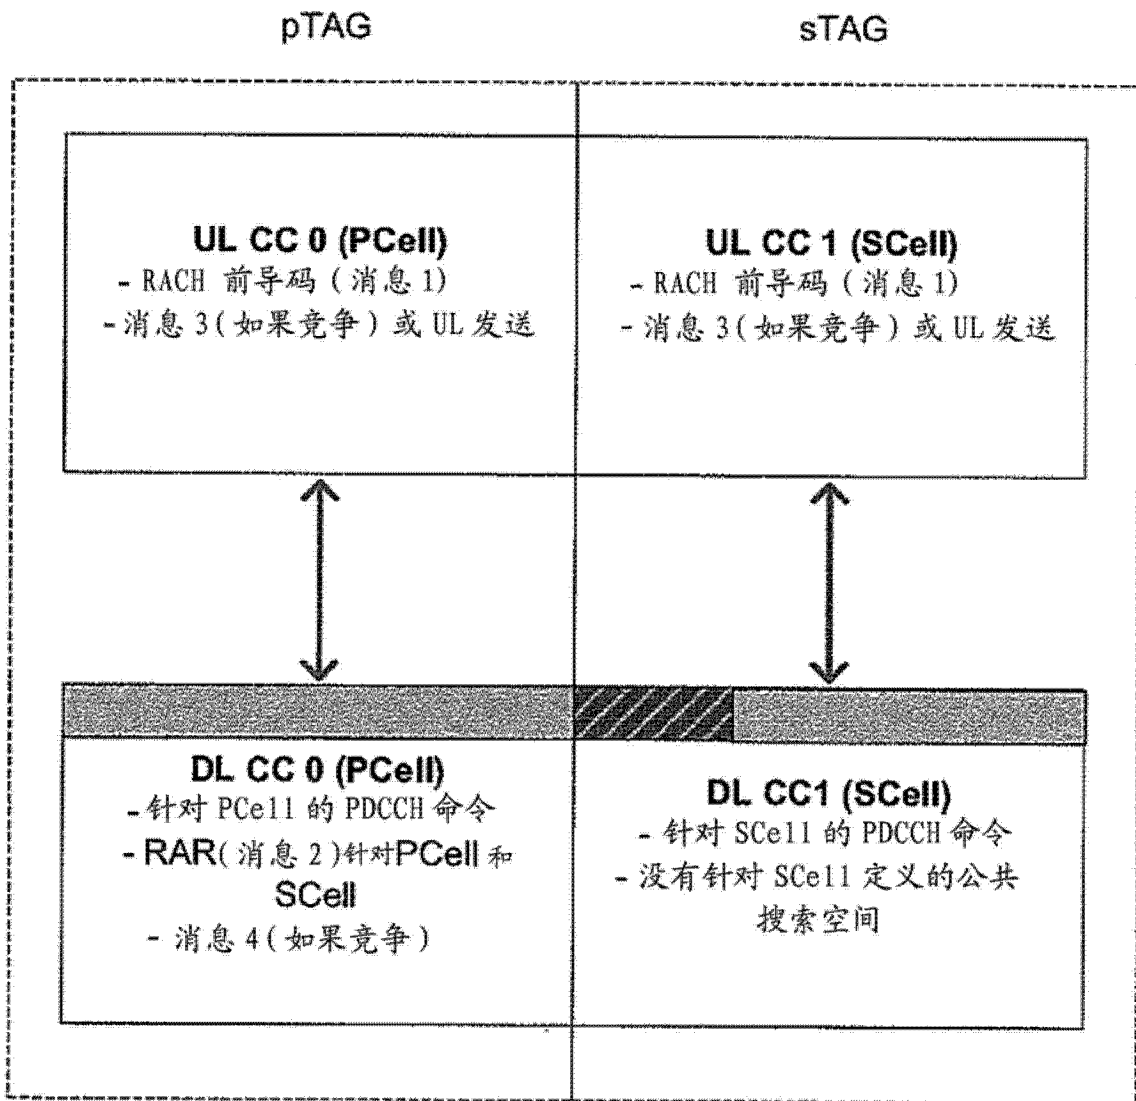 pTAG
sTAG
UL CC 0 (PCell)
- RACH 前导码 (消息 1)
- 消息 3 (如果竞争) 或 UL 发送
UL CC 1 (SCell)
- RACH 前导码 (消息 1)
- 消息 3 (如果竞争) 或 UL 发送
DL CC 0 (PCell)
- 针对 PCell 的 PDCCH 命令
- RAR (消息 2) 针对 PCell 和
SCell
- 消息 4 (如果竞争)
DL CC1 (SCell)
- 针对 SCell 的 PDCCH 命令
- 没有针对 SCell 定义的公共
搜索空间